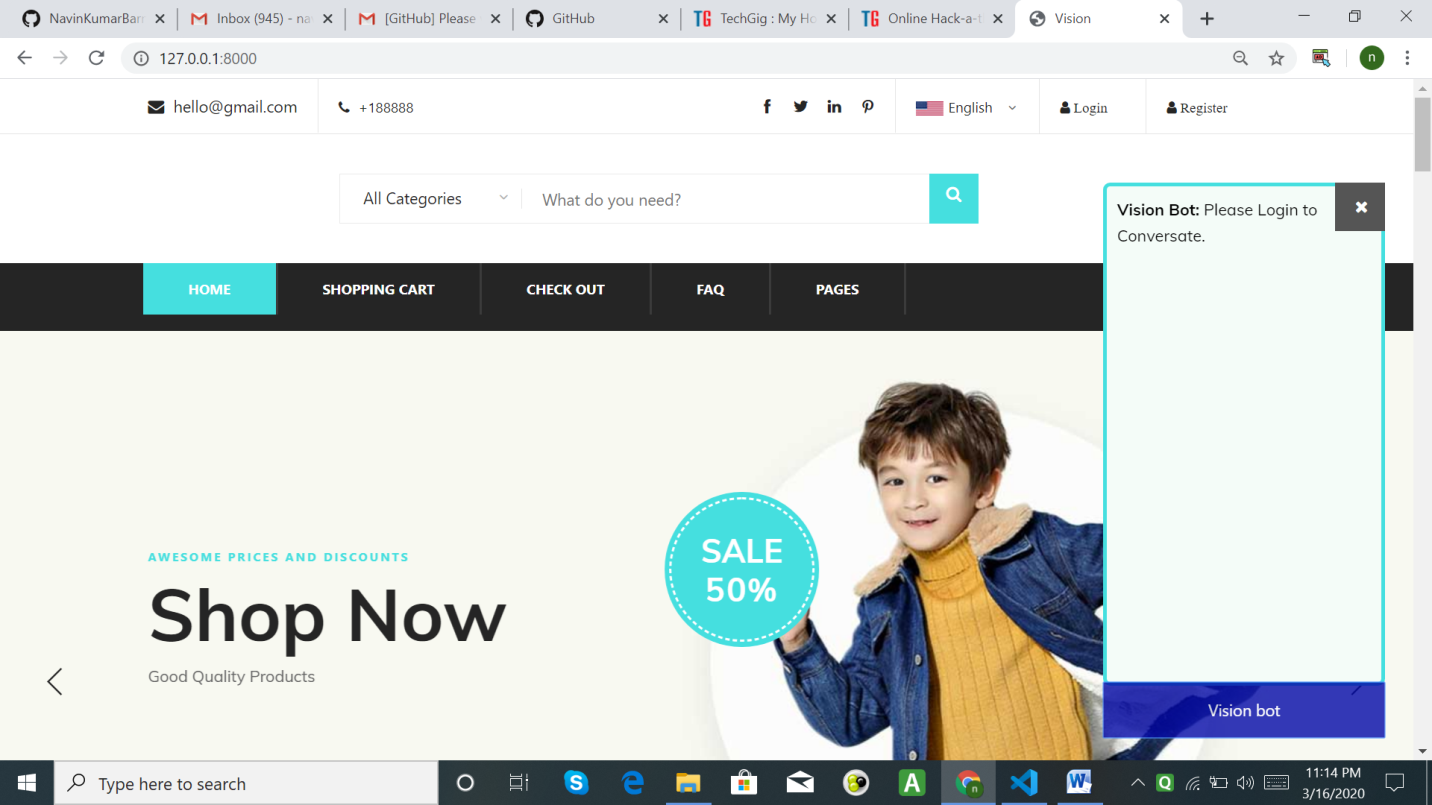 NavinKumarBar
Inbox (945) - na
[GitHub] Please
GitHub
TechGig : My Ho
Online Hack-a-t
Vision
127.0.0.1:8000
n
hello@gmail.com
+188888
English
Login
Register
All Categories
What do you need?
Vision Bot: Please Login to
Conversate.
HOME
SHOPPING CART
CHECK OUT
FAQ
PAGES
SALE
50%
AWESOME PRICES AND DISCOUNTS
Shop Now
Good Quality Products
Vision bot
Type here to search
11:14 PM
3/16/2020